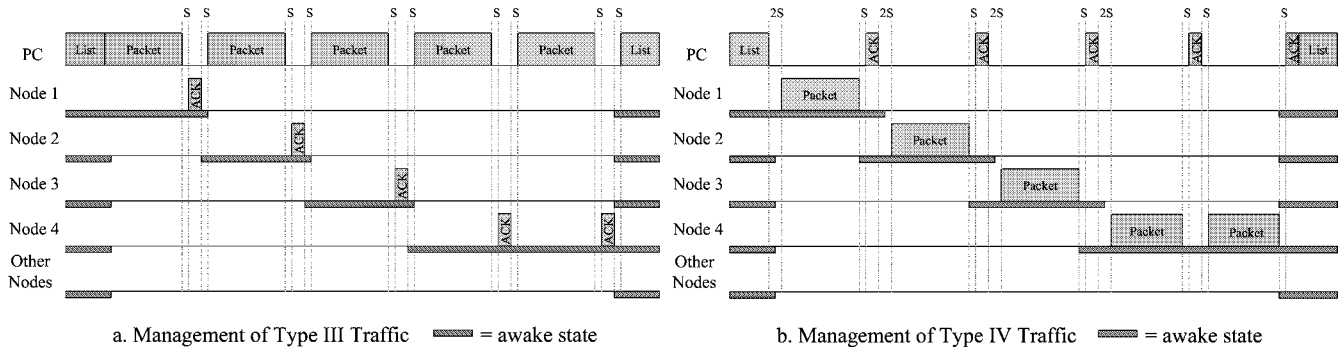 S S S S S S S S S S
PC
List Packet Packet Packet Packet Packet List
Node 1
ACK
Node 2
ACK
Node 3
ACK
Node 4
ACK ACK
Other
Nodes
a. Management of Type III Traffic = awake state
2S S 2S S 2S S 2S S S S
PC
List ACK ACK ACK ACK ACK List
Node 1
Packet
Node 2
Packet
Node 3
Packet
Node 4
Packet Packet
Other
Nodes
b. Management of Type IV Traffic = awake state